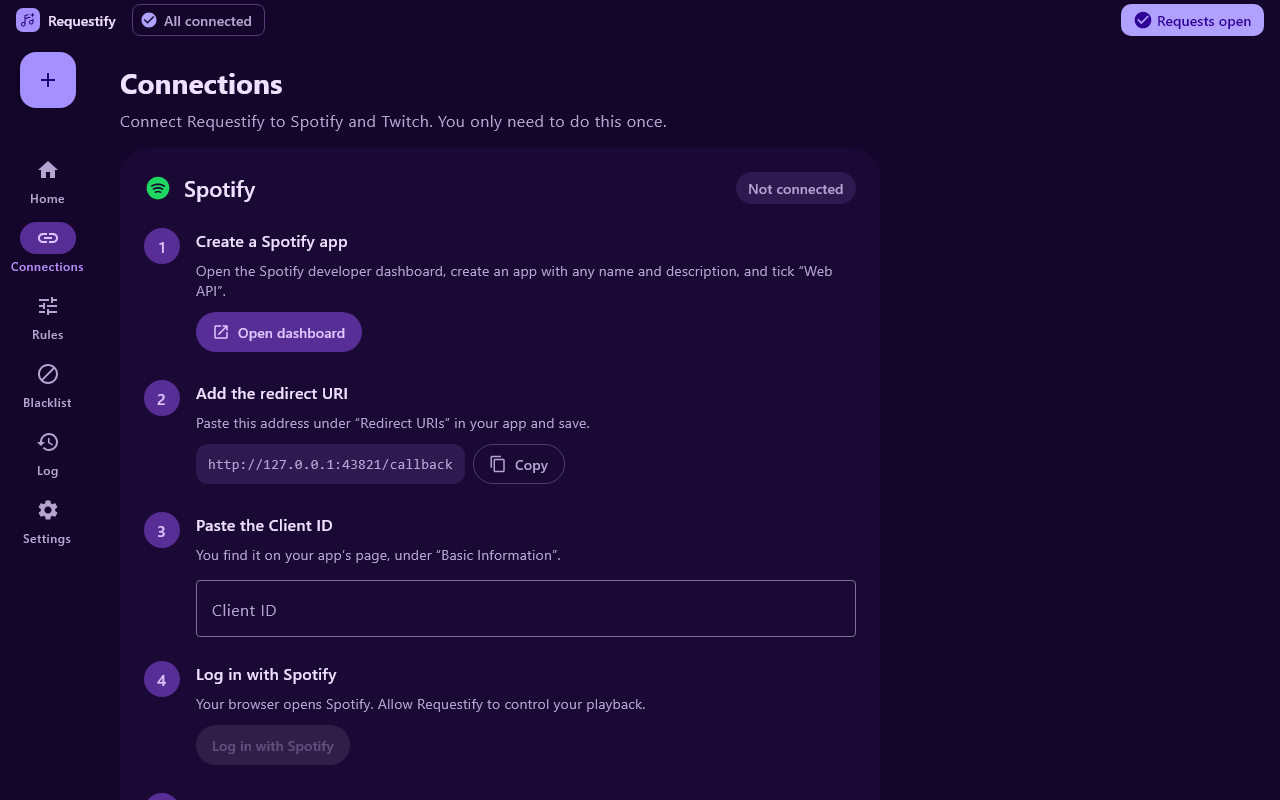 Requestify
All connected
Requests open
Home
Connections
Rules
Blacklist
Log
Settings
Connections
Connect Requestify to Spotify and Twitch. You only need to do this once.
Spotify
Not connected
1
Create a Spotify app
Open the Spotify developer dashboard, create an app with any name and description, and tick “Web
API”.
Open dashboard
2
Add the redirect URI
Paste this address under “Redirect URIs” in your app and save.
http://127.0.0.1:43821/callback
Copy
3
Paste the Client ID
You find it on your app’s page, under “Basic Information”.
Client ID
4
Log in with Spotify
Your browser opens Spotify. Allow Requestify to control your playback.
Log in with Spotify